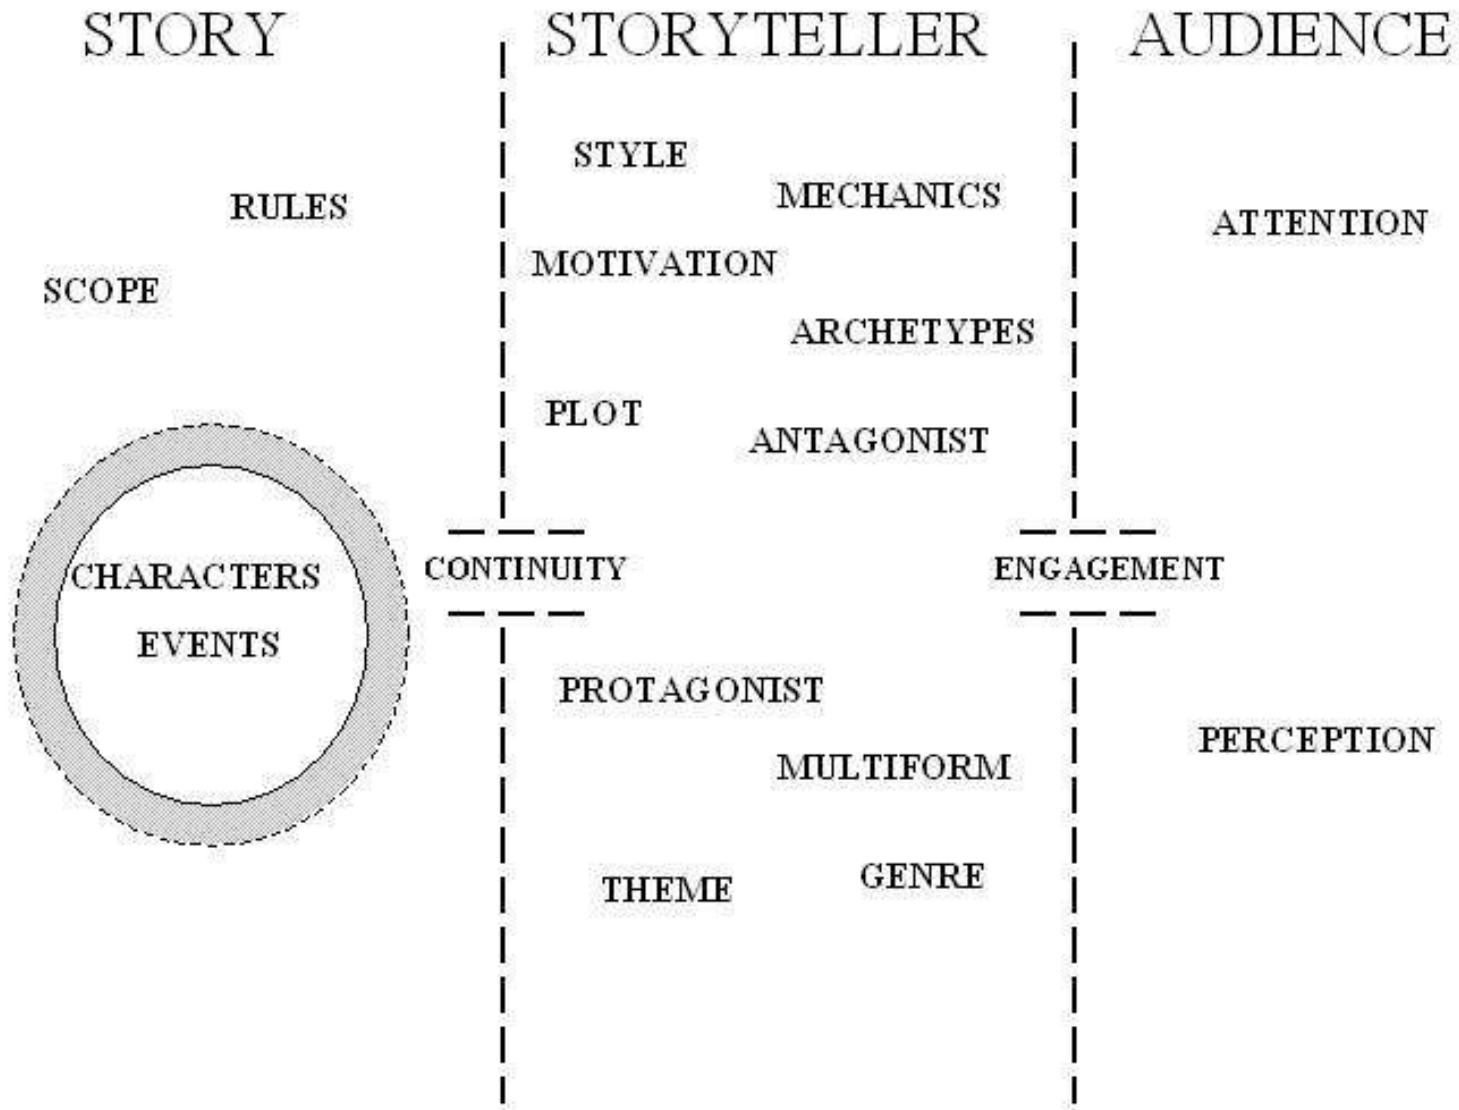 STORY
STORYTELLER
AUDIENCE
RULES
SCOPE
CHARACTERS
EVENTS
CONTINUITY
STYLE
MECHANICS
MOTIVATION
ARCHETYPES
PLOT
ANTAGONIST
PROTAGONIST
MULTIFORM
THEME
GENRE
ENGAGEMENT
ATTENTION
PERCEPTION